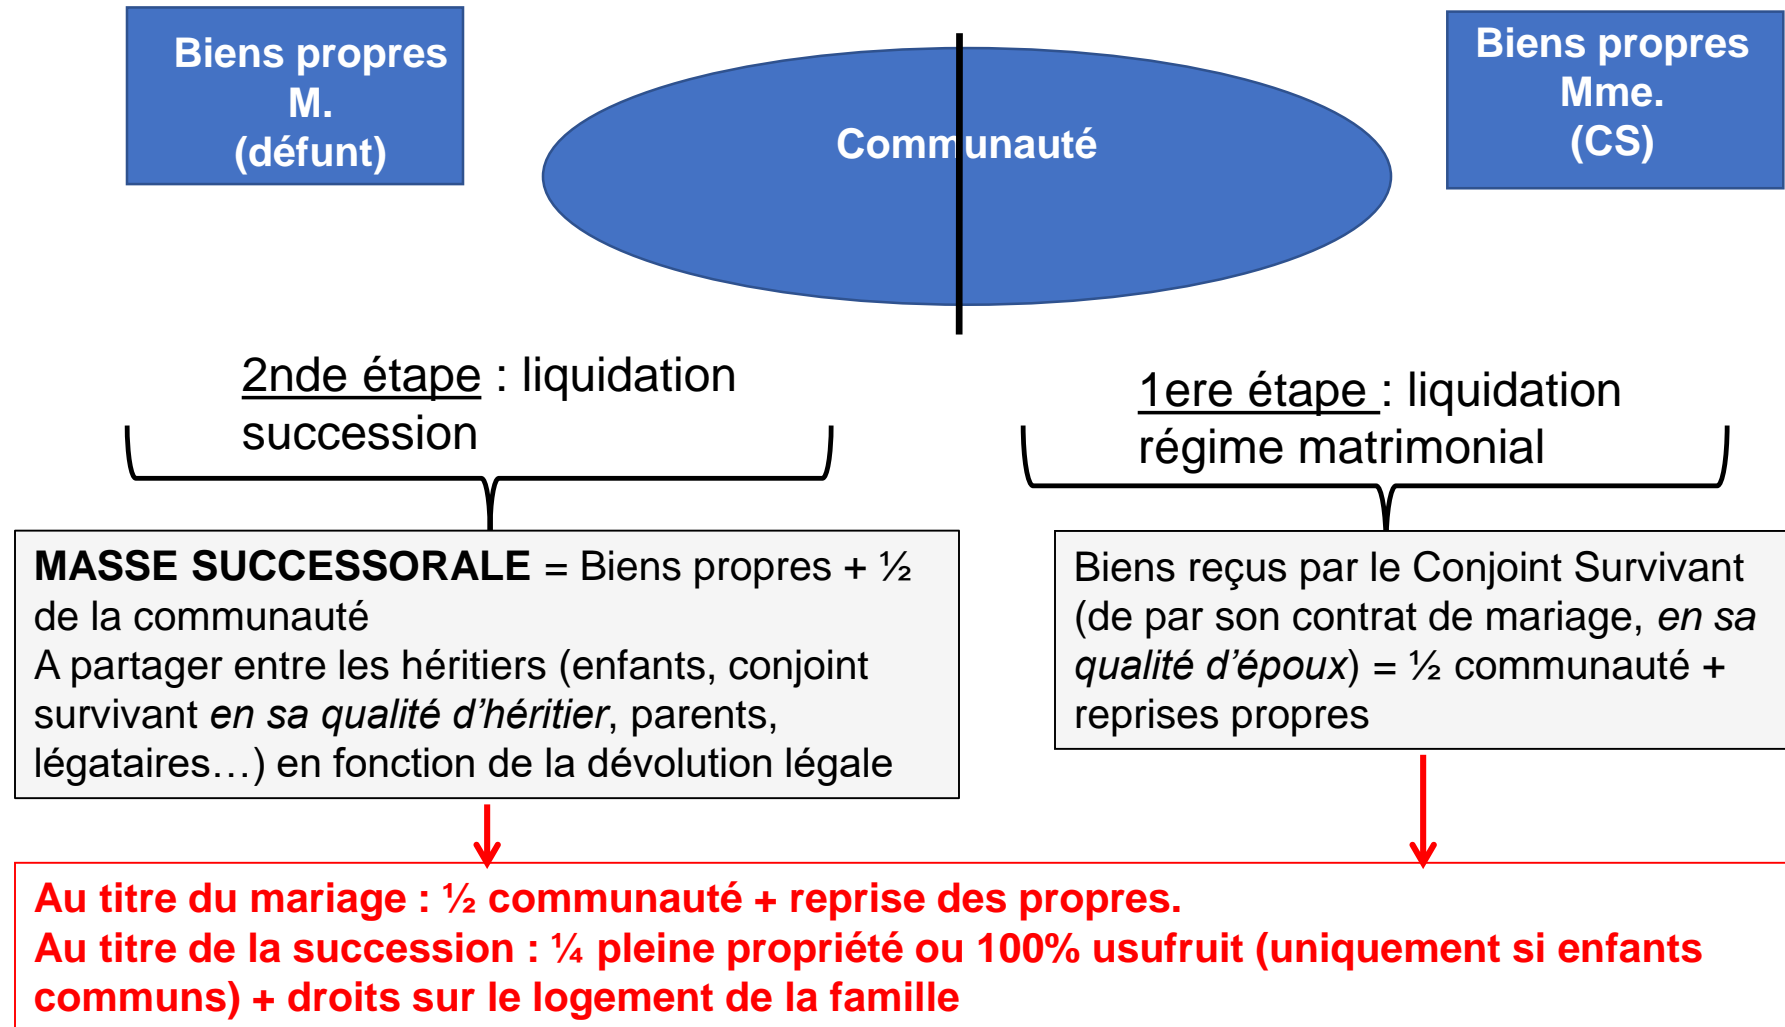 Biens propres
M.
(défunt)
Communauté
Biens propres
Mme.
(CS)
2nde étape : liquidation
succession
1ere étape : liquidation
régime matrimonial
MASSE SUCCESSORALE = Biens propres + ½
de la communauté
A partager entre les héritiers (enfants, conjoint
survivant en sa qualité d’héritier, parents,
légataires…) en fonction de la dévolution légale
Biens reçus par le Conjoint Survivant
(de par son contrat de mariage, en sa
qualité d’époux) = ½ communauté +
reprises propres
Au titre du mariage : ½ communauté + reprise des propres.
Au titre de la succession : ¼ pleine propriété ou 100% usufruit (uniquement si enfants
communs) + droits sur le logement de la famille